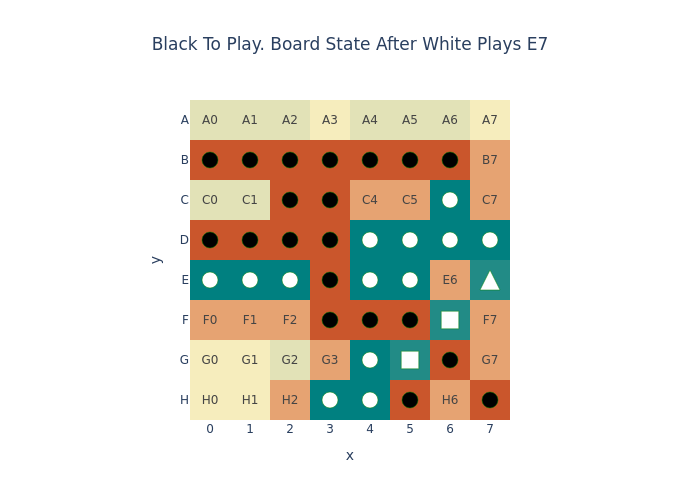 Black To Play. Board State After White Plays E7
A A0 A1 A2 A3 A4 A5 A6 A7
B B7
C C0 C1 C4 C5 C7
D
E E6
F F0 F1 F2 F7
G G0 G1 G2 G3 G7
H H0 H1 H2 H6
0 1 2 3 4 5 6 7
x
y